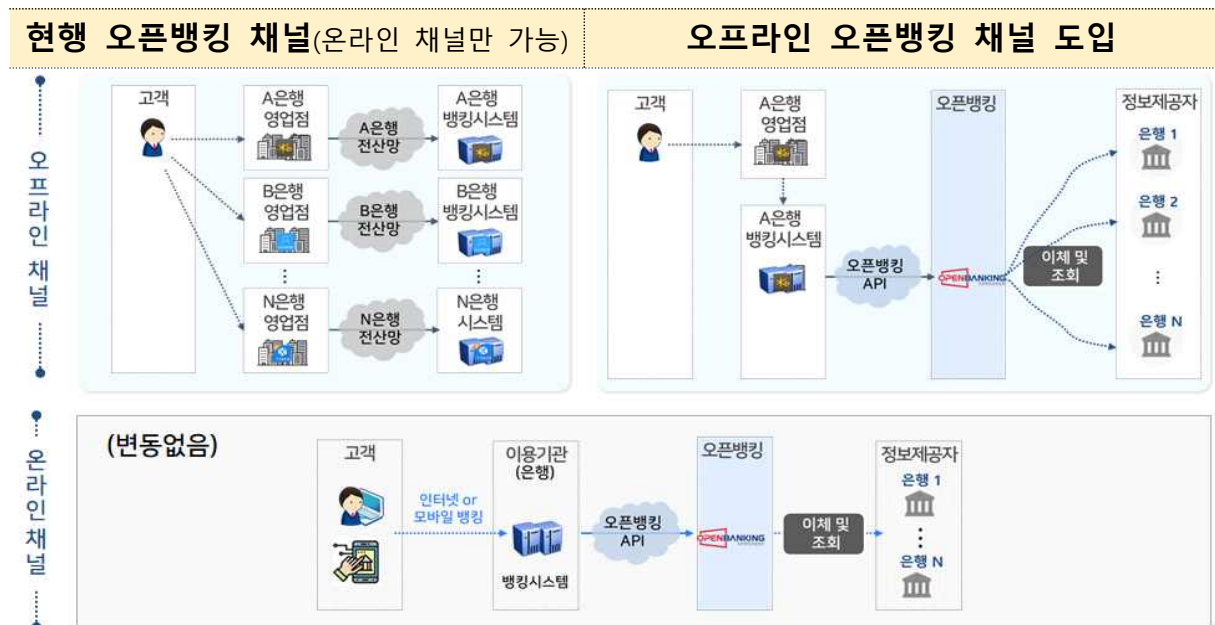 현행 오픈뱅킹 채널(온라인 채널만 가능)
오프라인 오픈뱅킹 채널 도입
오프라인 채널
고객
A은행
영업점
A은행
전산망
A은행
뱅킹시스템
B은행
영업점
B은행
전산망
B은행
뱅킹시스템
⋮
⋮
N은행
영업점
N은행
전산망
N은행
시스템
고객
A은행
영업점
A은행
뱅킹시스템
오픈뱅킹
API
오픈뱅킹
OPENBANKING
이체 및
조회
정보제공자
은행 1
은행 2
⋮
은행 N
온라인 채널
(변동없음)
고객
인터넷 or
모바일 뱅킹
이용기관
(은행)
뱅킹시스템
오픈뱅킹
API
오픈뱅킹
OPENBANKING
이체 및
조회
정보제공자
은행 1
⋮
은행 N